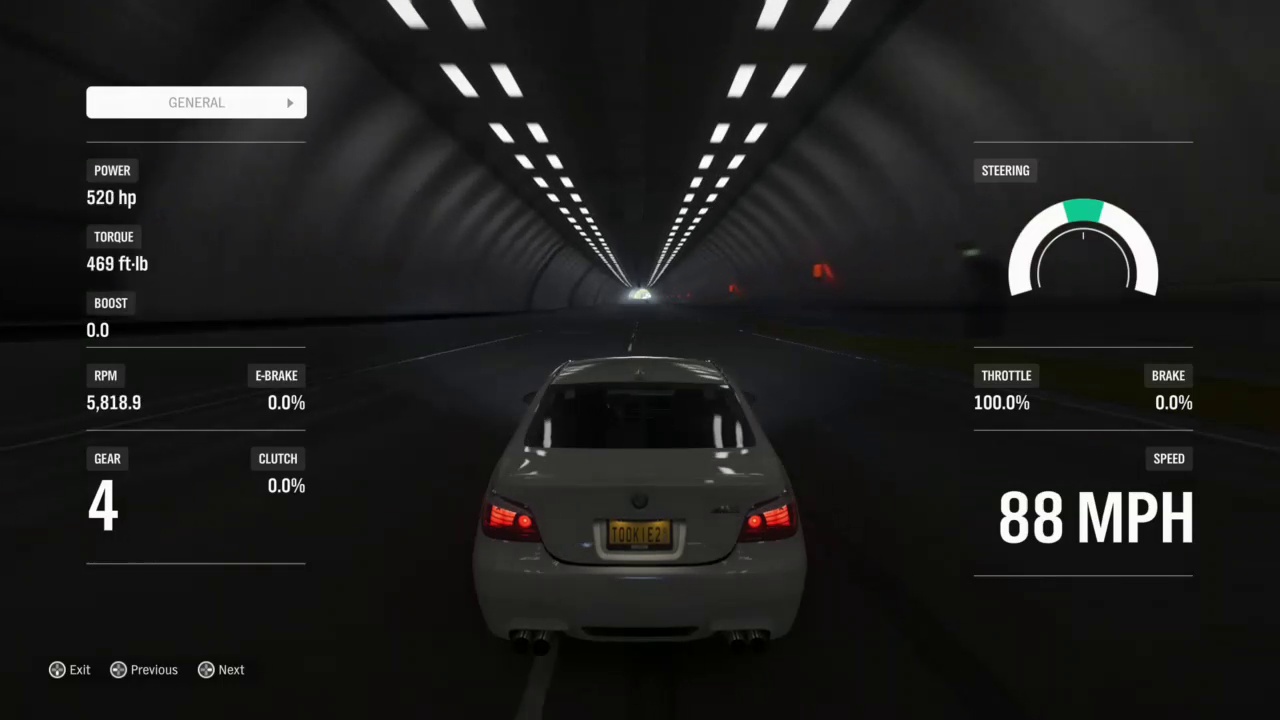 GENERAL
POWER
520 hp
TORQUE
469 ft·lb
BOOST
0.0
RPM
E-BRAKE
5,818.9
0.0%
GEAR
CLUTCH
4
0.0%
STEERING
THROTTLE
BRAKE
100.0%
0.0%
SPEED
88 MPH
TOOKIE2
Exit
Previous
Next